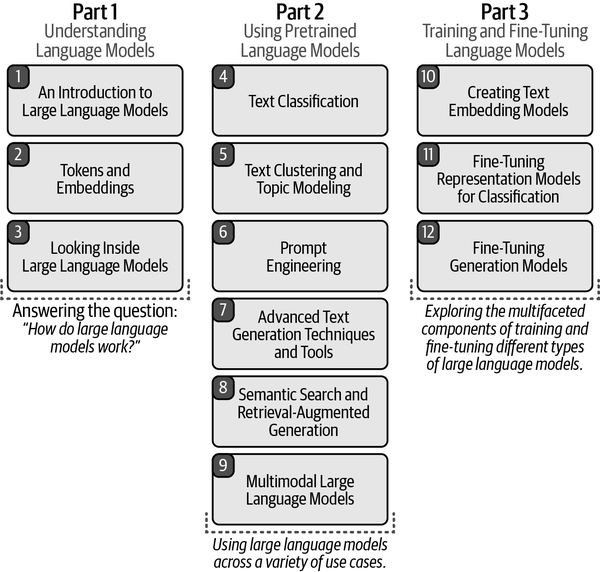 Part 1
Understanding
Language Models
1
An Introduction to
Large Language Models
2
Tokens and
Embeddings
3
Looking Inside
Large Language Models
Answering the question:
“How do large language
models work?”
Part 2
Using Pretrained
Language Models
4
Text Classification
5
Text Clustering and
Topic Modeling
6
Prompt
Engineering
7
Advanced Text
Generation Techniques
and Tools
8
Semantic Search and
Retrieval-Augmented
Generation
9
Multimodal Large
Language Models
Using large language models
across a variety of use cases.
Part 3
Training and Fine-Tuning
Language Models
10
Creating Text
Embedding Models
11
Fine-Tuning
Representation Models
for Classification
12
Fine-Tuning
Generation Models
Exploring the multifaceted
components of training and
fine-tuning different types
of large language models.